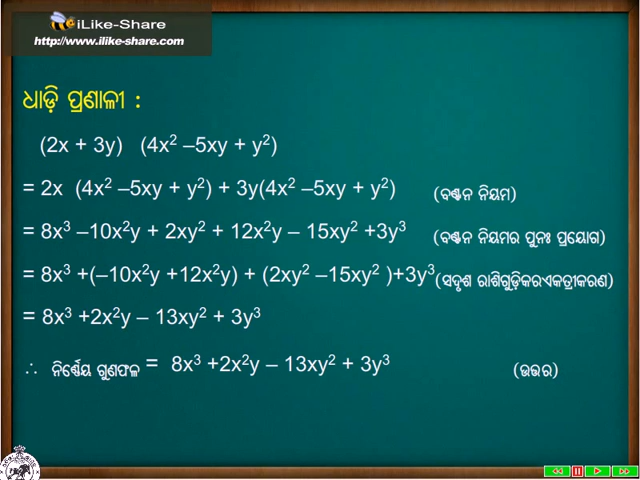 iLike-Share
http://www.ilike-share.com
ଧାଡ଼ି ପ୍ରଣାଳୀ :
(2x + 3y) (4x² –5xy + y²)
= 2x (4x² –5xy + y²) + 3y(4x² –5xy + y²) (ବଣ୍ଟନ ନିୟମ)
= 8x³ –10x²y + 2xy² + 12x²y – 15xy² +3y³ (ବଣ୍ଟନ ନିୟମର ପୁନଃ ପ୍ରୟୋଗ)
= 8x³ +(–10x²y +12x²y) + (2xy² –15xy² )+3y³ (ସଦୃଶ ରାଶିଗୁଡ଼ିକରଏକତ୍ରୀକରଣ)
= 8x³ +2x²y – 13xy² + 3y³
∴ ନିର୍ଣ୍ଣେୟ ଗୁଣଫଳ = 8x³ +2x²y – 13xy² + 3y³ (ଉତ୍ତର)